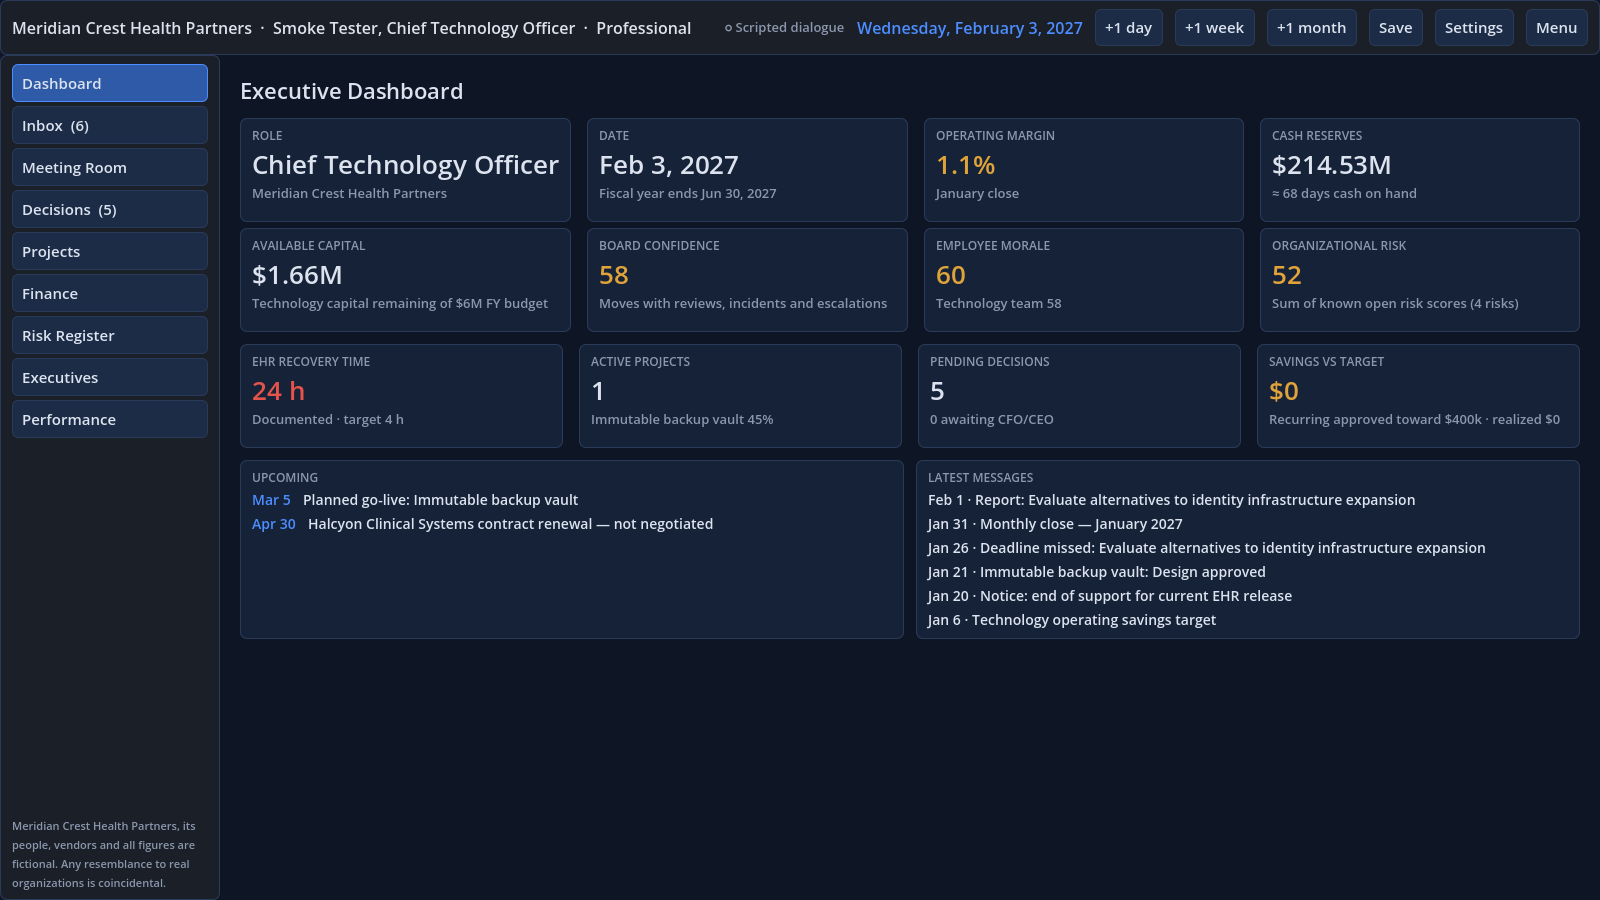 Meridian Crest Health Partners · Smoke Tester, Chief Technology Officer · Professional
Scripted dialogue
Wednesday, February 3, 2027
+1 day
+1 week
+1 month
Save
Settings
Menu
Dashboard
Inbox (6)
Meeting Room
Decisions (5)
Projects
Finance
Risk Register
Executives
Performance
Meridian Crest Health Partners, its
people, vendors and all figures are
fictional. Any resemblance to real
organizations is coincidental.
Executive Dashboard
ROLE
Chief Technology Officer
Meridian Crest Health Partners
DATE
Feb 3, 2027
Fiscal year ends Jun 30, 2027
OPERATING MARGIN
1.1%
January close
CASH RESERVES
$214.53M
≈ 68 days cash on hand
AVAILABLE CAPITAL
$1.66M
Technology capital remaining of $6M FY budget
BOARD CONFIDENCE
58
Moves with reviews, incidents and escalations
EMPLOYEE MORALE
60
Technology team 58
ORGANIZATIONAL RISK
52
Sum of known open risk scores (4 risks)
EHR RECOVERY TIME
24 h
Documented · target 4 h
ACTIVE PROJECTS
1
Immutable backup vault 45%
PENDING DECISIONS
5
0 awaiting CFO/CEO
SAVINGS VS TARGET
$0
Recurring approved toward $400k · realized $0
UPCOMING
Mar 5 Planned go-live: Immutable backup vault
Apr 30 Halcyon Clinical Systems contract renewal — not negotiated
LATEST MESSAGES
Feb 1 · Report: Evaluate alternatives to identity infrastructure expansion
Jan 31 · Monthly close — January 2027
Jan 26 · Deadline missed: Evaluate alternatives to identity infrastructure expansion
Jan 21 · Immutable backup vault: Design approved
Jan 20 · Notice: end of support for current EHR release
Jan 6 · Technology operating savings target